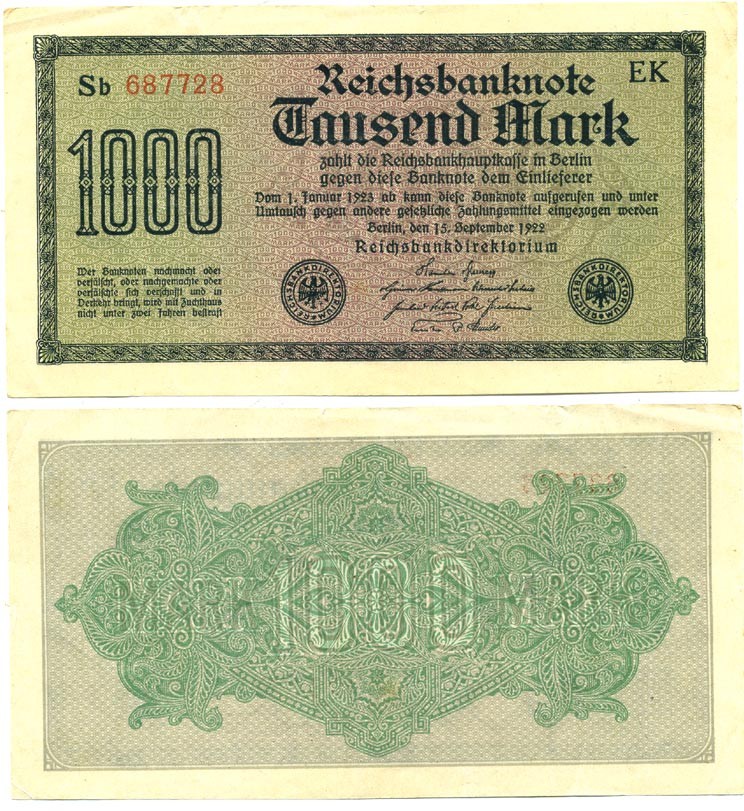 Sb 687728
EK
Reichsbanknote
Tausend Mark
1000
zahlt die Reichsbankhauptkasse in Berlin
gegen diese Banknote dem Einlieferer
Vom 1. Januar 1923 ab kann diese Banknote aufgerufen und unter
Umtausch gegen andere gesetzliche Zahlungsmittel eingezogen werden
Berlin, den 15. September 1922
Reichsbankdirektorium
Wer Banknoten nachmacht oder
verfälscht, oder nachgemachte oder
verfälschte sich verschafft und in
Verkehr bringt, wird mit Zuchthaus
nicht unter zwei Jahren bestraft
REICHSBANKDIREKTORIUM
REICHSBANKDIREKTORIUM
MARK 1000 MARK